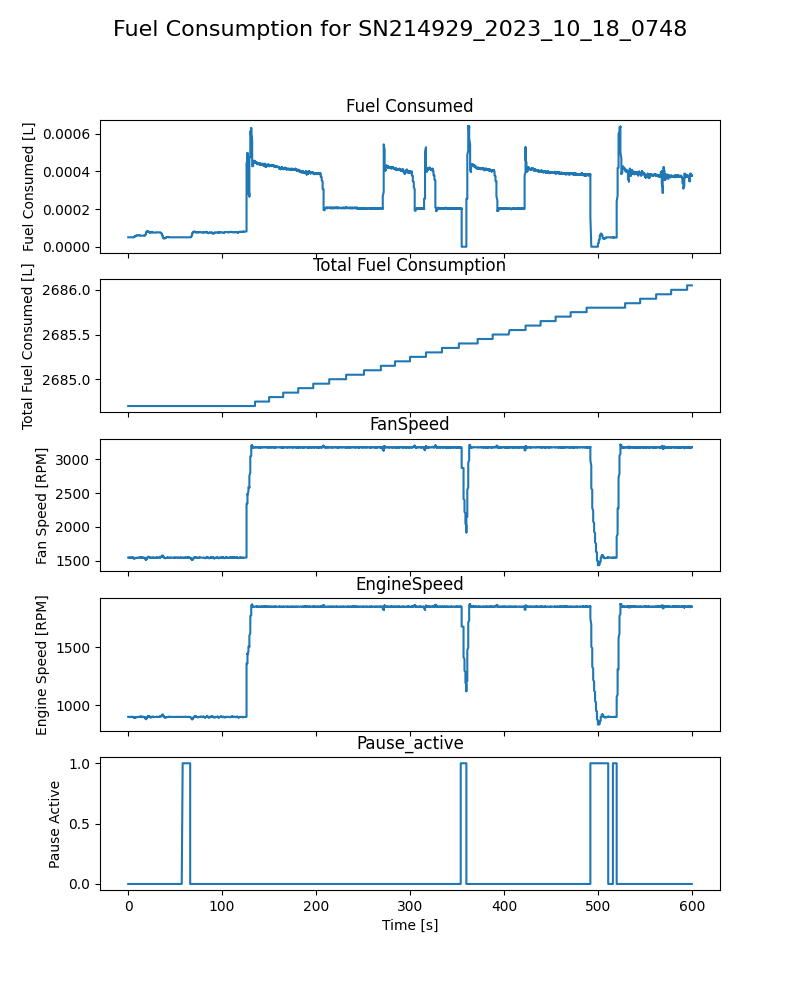 Fuel Consumption for SN214929_2023_10_18_0748
Fuel Consumed
Fuel Consumed [L]
0.0006
0.0004
0.0002
0.0000
Total Fuel Consumption
Total Fuel Consumed [L]
2686.0
2685.5
2685.0
FanSpeed
Fan Speed [RPM]
3000
2500
2000
1500
EngineSpeed
Engine Speed [RPM]
1500
1000
Pause_active
Pause Active
1.0
0.5
0.0
0 100 200 300 400 500 600
Time [s]